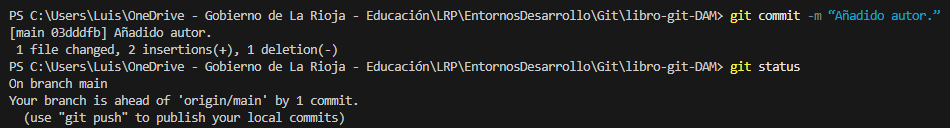 PS C:\Users\Luis\OneDrive - Gobierno de La Rioja - Educación\LRP\EntornosDesarrollo\Git\libro-git-DAM> git commit -m “Añadido autor.”
[main 03dddfb] Añadido autor.
 1 file changed, 2 insertions(+), 1 deletion(-)
PS C:\Users\Luis\OneDrive - Gobierno de La Rioja - Educación\LRP\EntornosDesarrollo\Git\libro-git-DAM> git status
On branch main
Your branch is ahead of 'origin/main' by 1 commit.
  (use "git push" to publish your local commits)